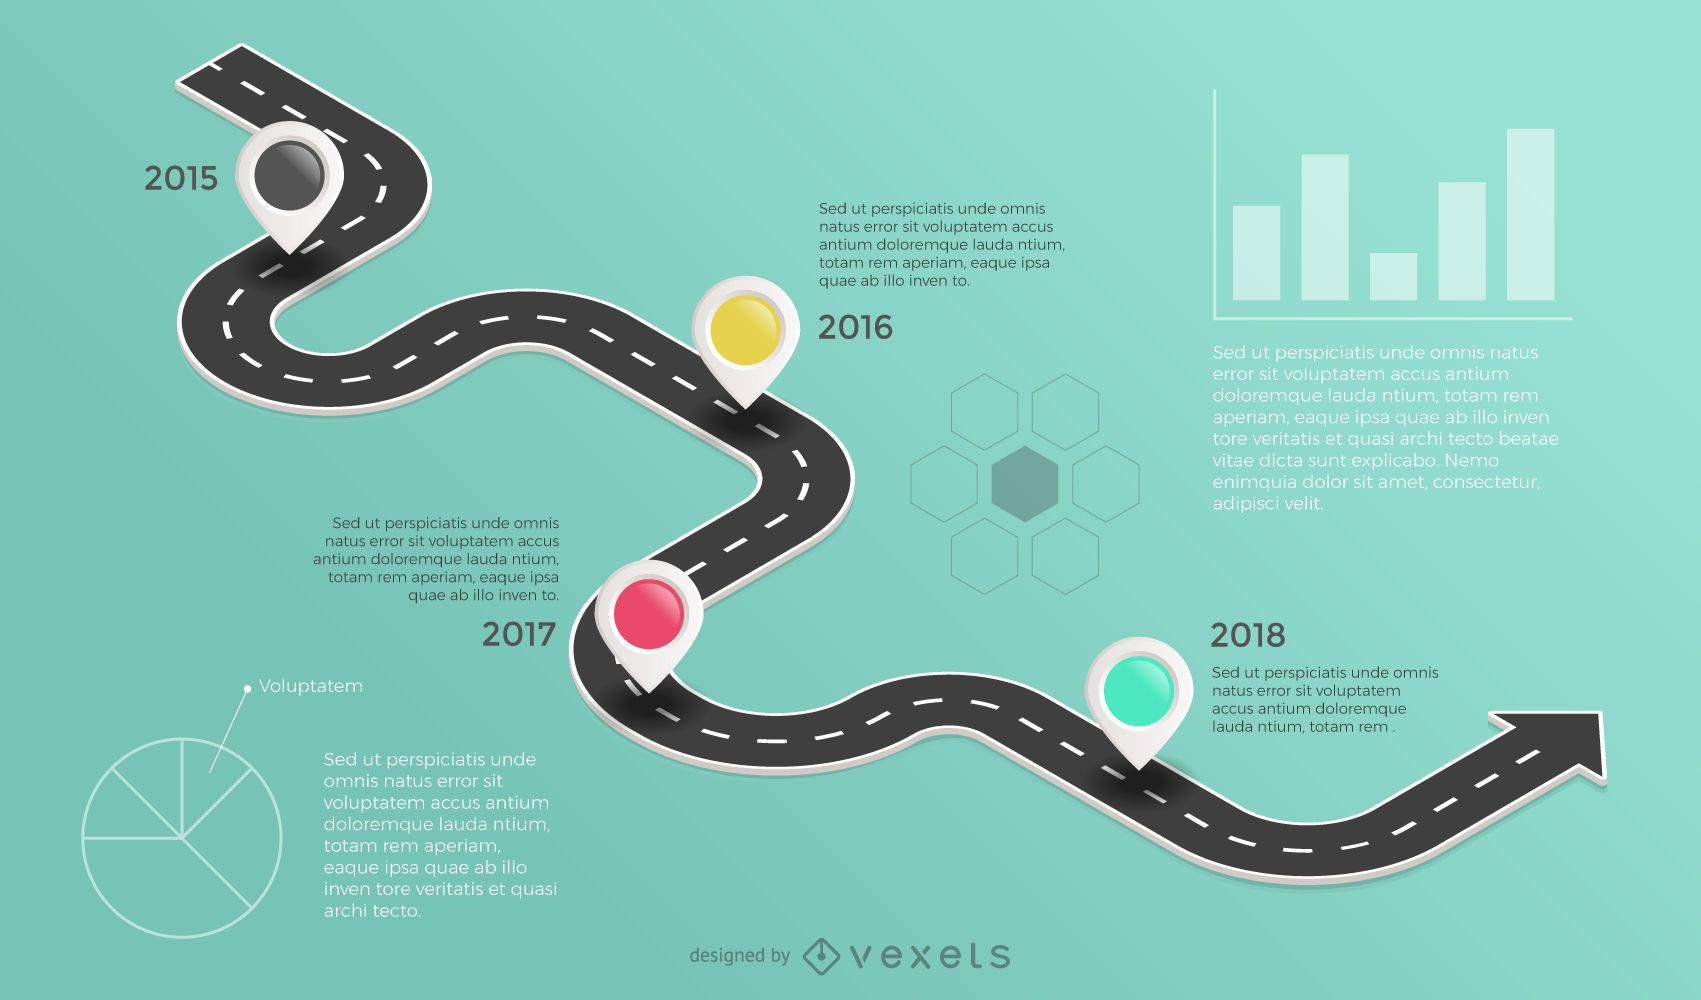 2015
Sed ut perspiciatis unde omnis
natus error sit voluptatem accus
antium doloremque lauda ntium,
totam rem aperiam, eaque ipsa
quae ab illo inven to.
2016
Sed ut perspiciatis unde omnis natus
error sit voluptatem accus antium
doloremque lauda ntium, totam rem
aperiam, eaque ipsa quae ab illo inven
tore veritatis et quasi archi tecto beatae
vitae dicta sunt explicabo. Nemo
enimquia dolor sit amet, consectetur,
adipisci velit.
Sed ut perspiciatis unde omnis
natus error sit voluptatem accus
antium doloremque lauda ntium,
totam rem aperiam, eaque ipsa
quae ab illo inven to.
2017
2018
Sed ut perspiciatis unde omnis
natus error sit voluptatem
accus antium doloremque
lauda ntium, totam rem .
Voluptatem
Sed ut perspiciatis unde
omnis natus error sit
voluptatem accus antium
doloremque lauda ntium,
totam rem aperiam,
eaque ipsa quae ab illo
inven tore veritatis et quasi
archi tecto.
designed by vexels